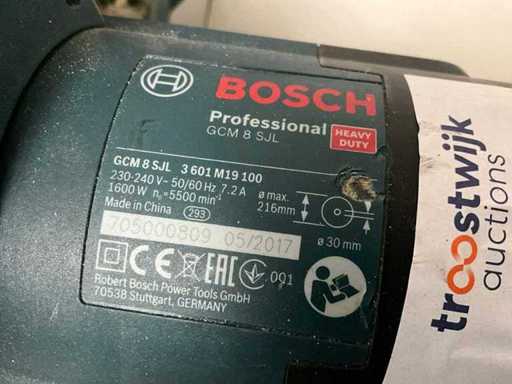 BOSCH
Professional
GCM 8 SJL
HEAVY
DUTY
GCM 8 SJL 3 601 M19 100
230-240 V~ 50/60 Hz 7.2 A
1600 W n₀=5500 min⁻¹
Made in China 293
ø max.
216mm
ø 30 mm
705000809 05/2017
CE EAC .001
Robert Bosch Power Tools GmbH
70538 Stuttgart, GERMANY
troostwijk
auctions